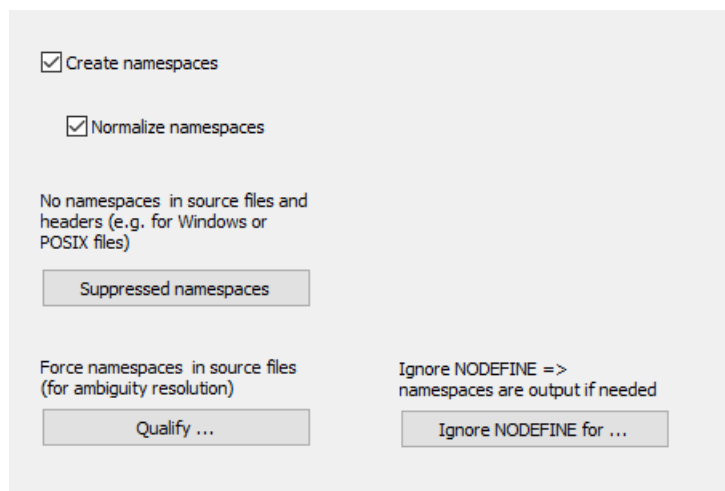 Create namespaces
Normalize namespaces
No namespaces in source files and
headers (e.g. for Windows or
POSIX files)
Suppressed namespaces
Force namespaces in source files
(for ambiguity resolution)
Qualify ...
Ignore NODEFINE =>
namespaces are output if needed
Ignore NODEFINE for ...